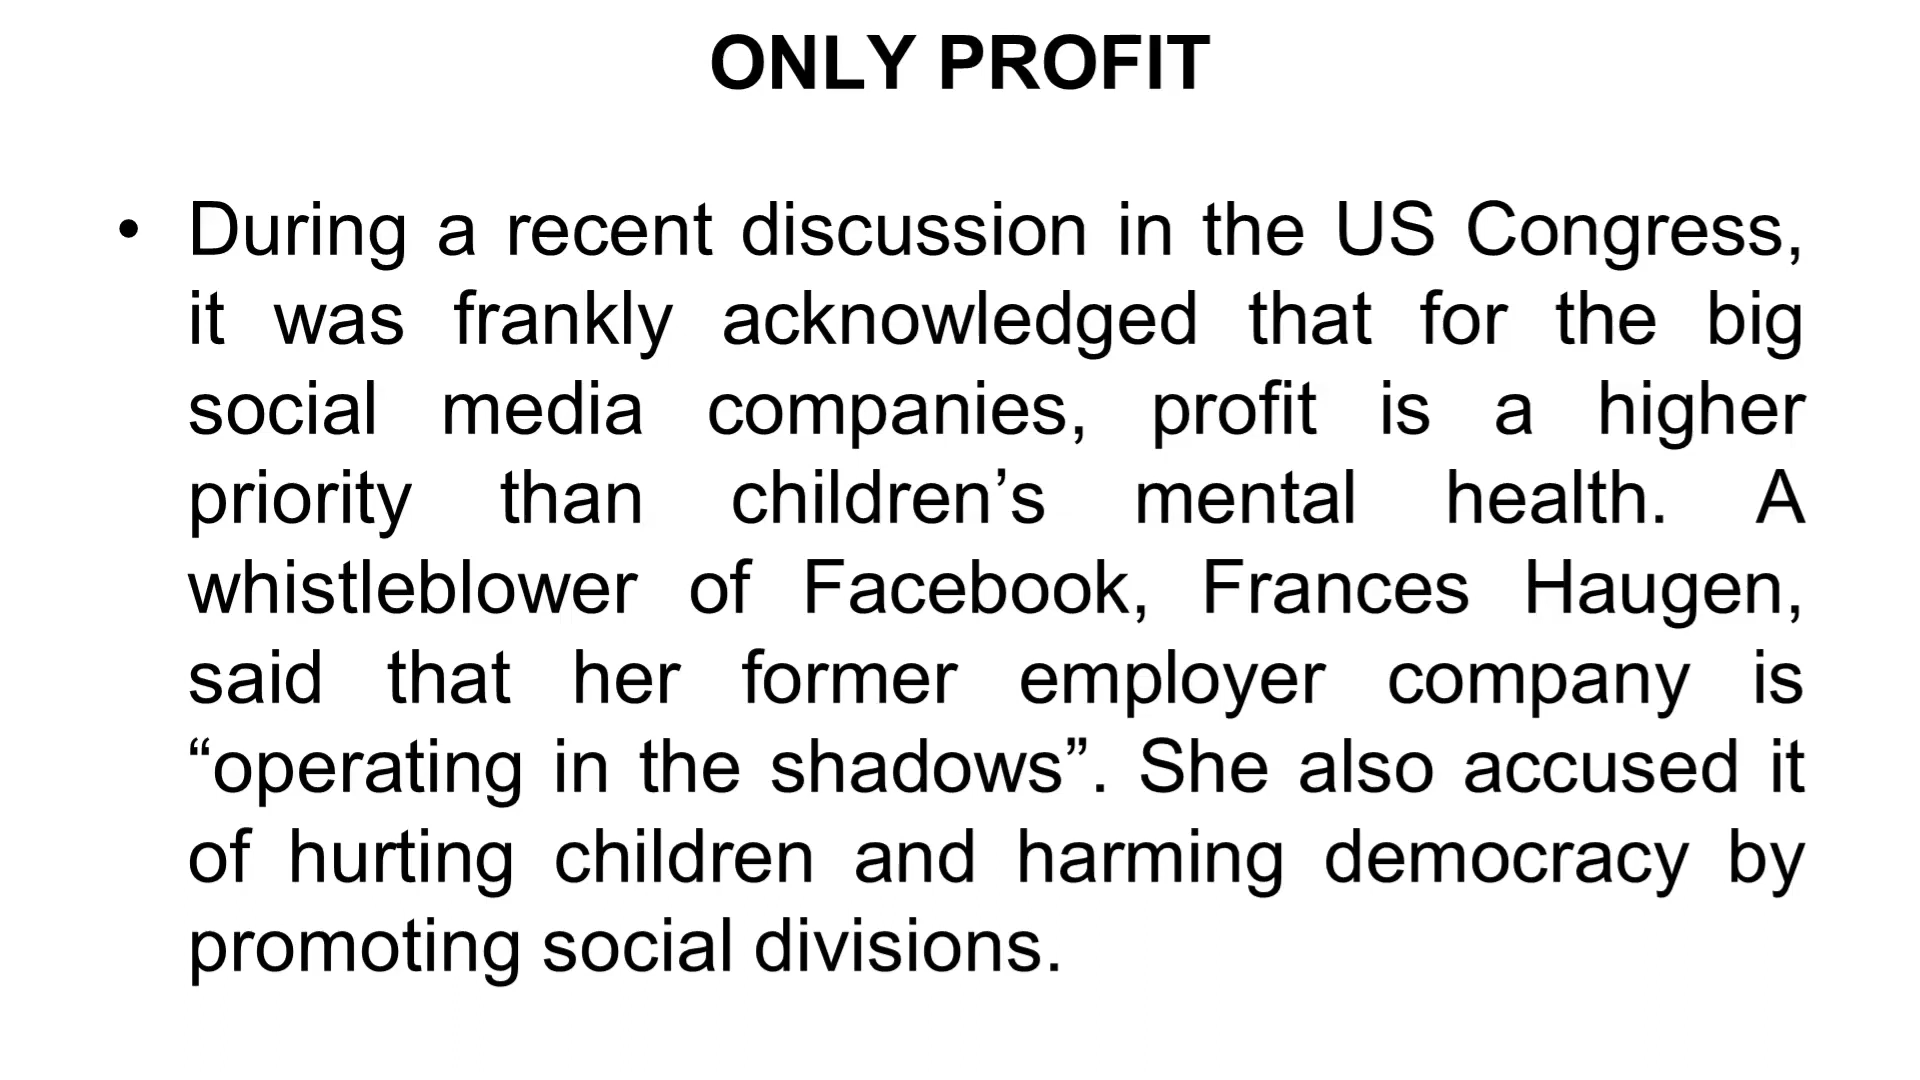 ONLY PROFIT
• During a recent discussion in the US Congress,
it was frankly acknowledged that for the big
social media companies, profit is a higher
priority than children’s mental health. A
whistleblower of Facebook, Frances Haugen,
said that her former employer company is
“operating in the shadows”. She also accused it
of hurting children and harming democracy by
promoting social divisions.